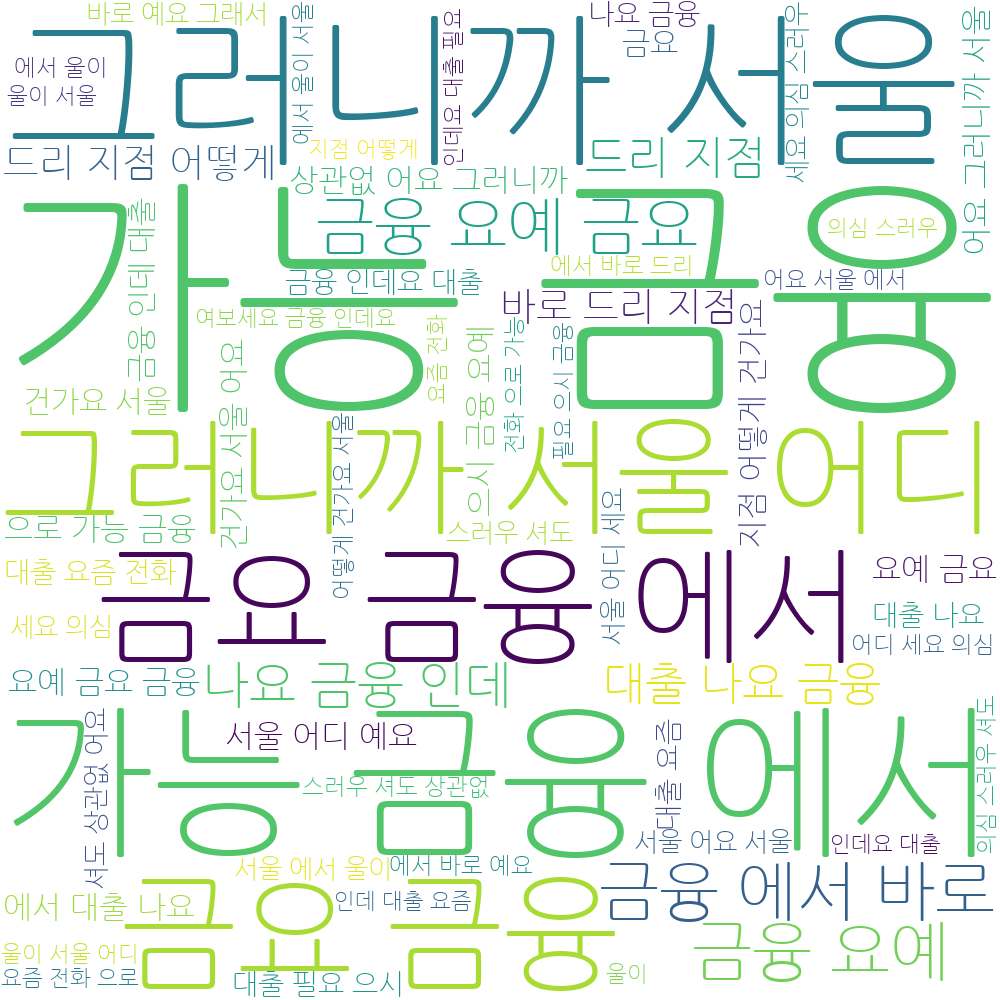 바로 예요 그래서
나요 금융
금요
그러니까 서울
에서 울이
울이 서울
에서 울이 서울
인데요 대출 필요
세요 의심 스러우
어요 그러니까 서울
지점 어떻게
드리 지점 어떻게
드리 지점
상관없 어요 그러니까
가능 금융
금융 요예 금요
의심 스러우
금융 인데 대출
에서 바로 드리
금융 인데요 대출
어요 서울 에서
바로 드리 지점
여보세요 금융 인데요
요즘 전화
으시 금융 요예
전화 으로 가능
필요 으시 금융
지점 어떻게 건가요
건가요 서울
건가요 서울 어요
어떻게 건가요 서울
그러니까 서울 어디
으로 가능 금융
스러우 셔도
서울 어디 세요
금요 금융 에서
대출 요즘 전화
요예 금요
대출 나요
세요 의심
어디 세요 의심
요예 금요 금융
나요 금융 인데
대출 나요 금융
가능 금융 에서
셔도 상관없 어요
서울 어디 예요
대출 요즘
의심 스러우 셔도
스러우 셔도 상관없
서울 어요 서울
인데요 대출
서울 에서 울이
에서 바로 예요
금융 에서 바로
에서 대출 나요
금요 금융
인데 대출 요즘
금융 요예
울이 서울 어디
요즘 전화 으로
대출 필요 으시
울이